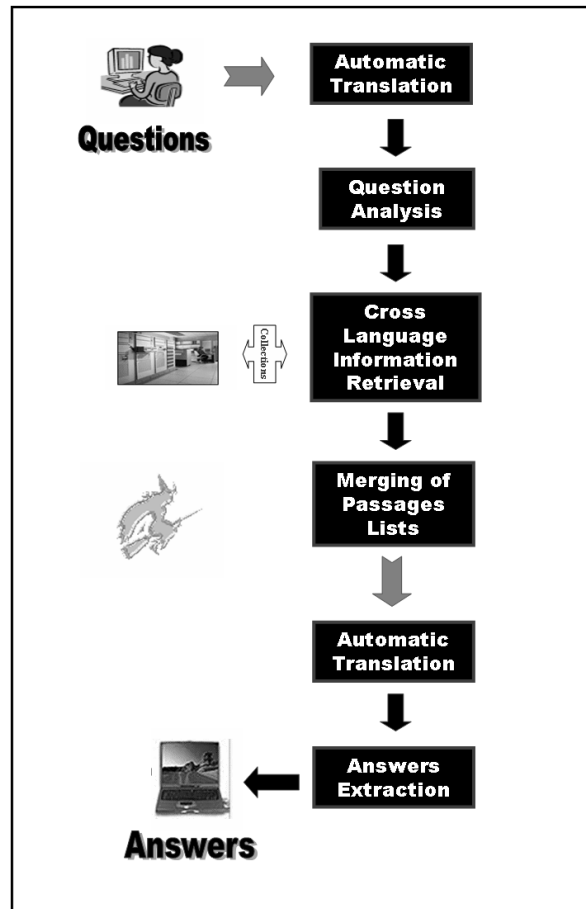 Automatic
Translation
Questions
Question
Analysis
Cross
Language
Information
Retrieval
Collections
Merging of
Passages
Lists
Automatic
Translation
Answers
Extraction
Answers